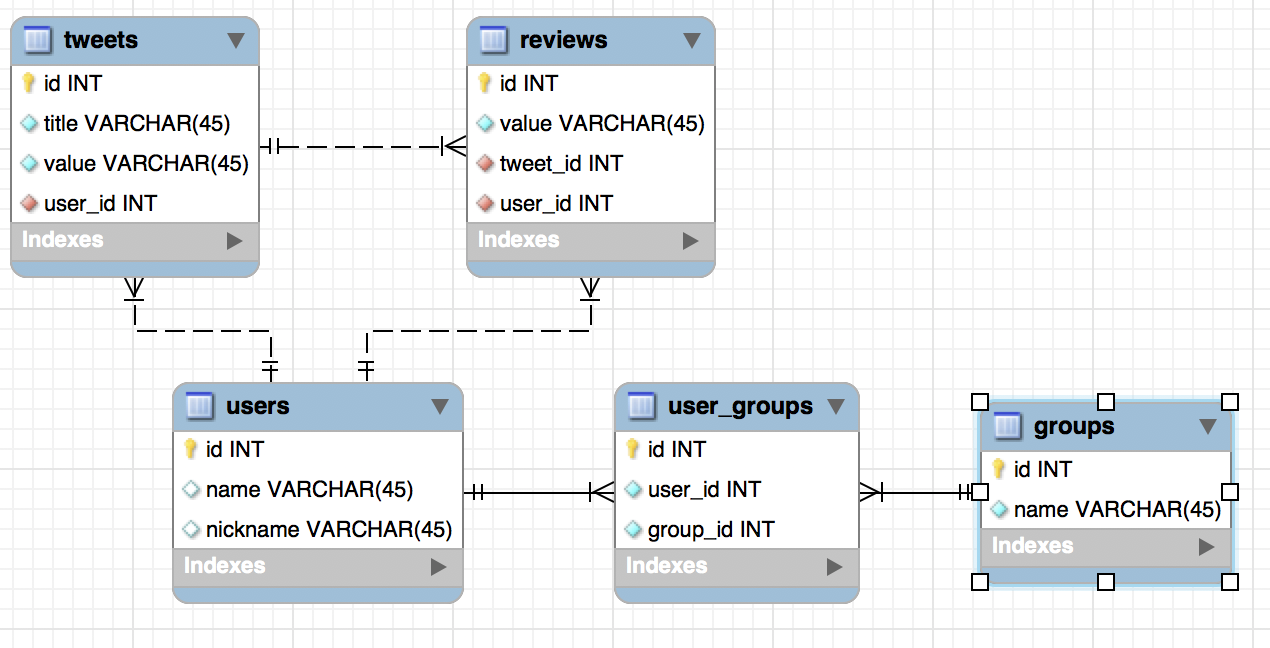 tweets
id INT
title VARCHAR(45)
value VARCHAR(45)
user_id INT
Indexes
reviews
id INT
value VARCHAR(45)
tweet_id INT
user_id INT
Indexes
users
id INT
name VARCHAR(45)
nickname VARCHAR(45)
Indexes
user_groups
id INT
user_id INT
group_id INT
Indexes
groups
id INT
name VARCHAR(45)
Indexes